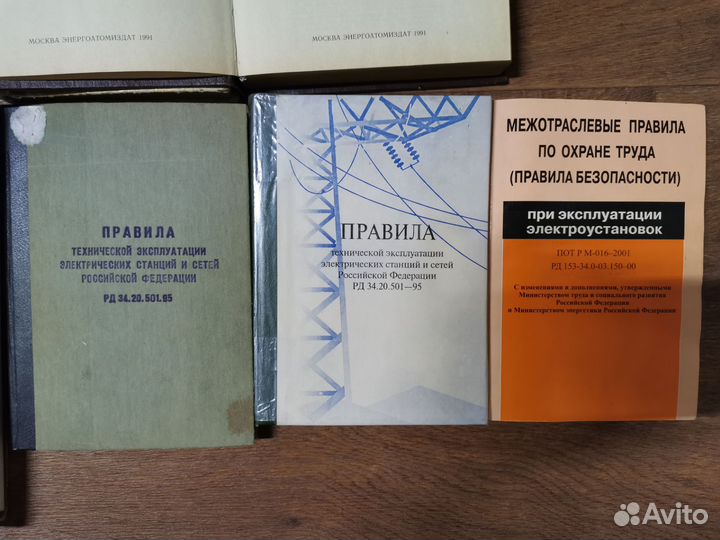 МОСКВА ЭНЕРГОАТОМИЗДАТ 1991
МОСКВА ЭНЕРГОАТОМИЗДАТ 1991
ПРАВИЛА
ТЕХНИЧЕСКОЙ ЭКСПЛУАТАЦИИ
ЭЛЕКТРИЧЕСКИХ СТАНЦИЙ И СЕТЕЙ
РОССИЙСКОЙ ФЕДЕРАЦИИ
РД 34.20.501.95
ПРАВИЛА
технической эксплуатации
электрических станций и сетей
Российской Федерации
РД 34.20.501—95
МЕЖОТРАСЛЕВЫЕ ПРАВИЛА
ПО ОХРАНЕ ТРУДА
(ПРАВИЛА БЕЗОПАСНОСТИ)
при эксплуатации
электроустановок
ПОТ Р М-016-2001
РД 153-34.0-03.150-00
С изменениями и дополнениями, утвержденными
Министерством труда и социального развития
Российской Федерации
и Министерством энергетики Российской Федерации
Avito